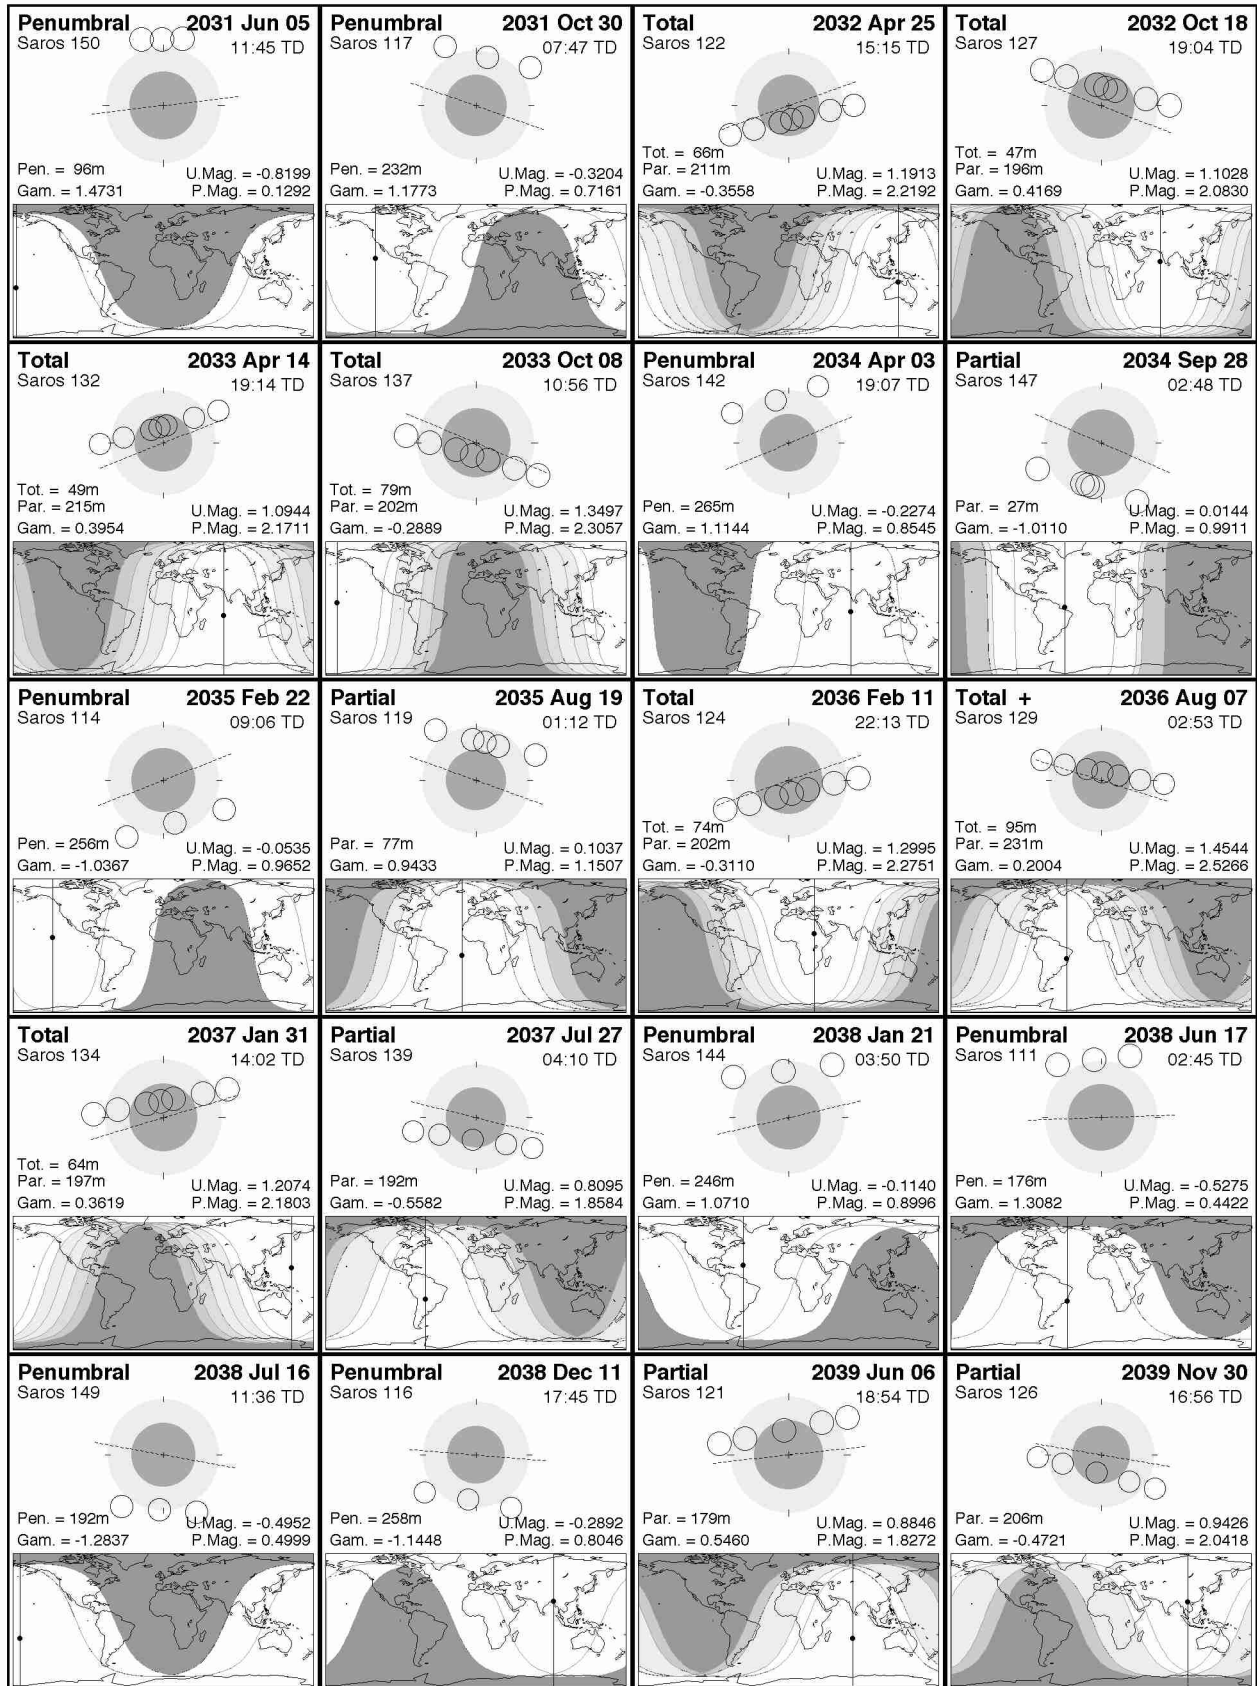 Penumbral 2031 Jun 05
Saros 150 11:45 TD
Pen. = 96m U.Mag. = -0.8199
Gam. = 1.4731 P.Mag. = 0.1292
Penumbral 2031 Oct 30
Saros 117 07:47 TD
Pen. = 232m U.Mag. = -0.3204
Gam. = 1.1773 P.Mag. = 0.7161
Total 2032 Apr 25
Saros 122 15:15 TD
Tot. = 66m
Par. = 211m U.Mag. = 1.1913
Gam. = -0.3558 P.Mag. = 2.2192
Total 2032 Oct 18
Saros 127 19:04 TD
Tot. = 47m
Par. = 196m U.Mag. = 1.1028
Gam. = 0.4169 P.Mag. = 2.0830
Total 2033 Apr 14
Saros 132 19:14 TD
Tot. = 49m
Par. = 215m U.Mag. = 1.0944
Gam. = 0.3954 P.Mag. = 2.1711
Total 2033 Oct 08
Saros 137 10:56 TD
Tot. = 79m
Par. = 202m U.Mag. = 1.3497
Gam. = -0.2889 P.Mag. = 2.3057
Penumbral 2034 Apr 03
Saros 142 19:07 TD
Pen. = 265m U.Mag. = -0.2274
Gam. = 1.1144 P.Mag. = 0.8545
Partial 2034 Sep 28
Saros 147 02:48 TD
Par. = 27m U.Mag. = 0.0144
Gam. = -1.0110 P.Mag. = 0.9911
Penumbral 2035 Feb 22
Saros 114 09:06 TD
Pen. = 256m U.Mag. = -0.0535
Gam. = -1.0367 P.Mag. = 0.9652
Partial 2035 Aug 19
Saros 119 01:12 TD
Par. = 77m U.Mag. = 0.1037
Gam. = 0.9433 P.Mag. = 1.1507
Total 2036 Feb 11
Saros 124 22:13 TD
Tot. = 74m
Par. = 202m U.Mag. = 1.2995
Gam. = -0.3110 P.Mag. = 2.2751
Total + 2036 Aug 07
Saros 129 02:53 TD
Tot. = 95m
Par. = 231m U.Mag. = 1.4544
Gam. = 0.2004 P.Mag. = 2.5266
Total 2037 Jan 31
Saros 134 14:02 TD
Tot. = 64m
Par. = 197m U.Mag. = 1.2074
Gam. = 0.3619 P.Mag. = 2.1803
Partial 2037 Jul 27
Saros 139 04:10 TD
Par. = 192m U.Mag. = 0.8095
Gam. = -0.5582 P.Mag. = 1.8584
Penumbral 2038 Jan 21
Saros 144 03:50 TD
Pen. = 246m U.Mag. = -0.1140
Gam. = 1.0710 P.Mag. = 0.8996
Penumbral 2038 Jun 17
Saros 111 02:45 TD
Pen. = 176m U.Mag. = -0.5275
Gam. = 1.3082 P.Mag. = 0.4422
Penumbral 2038 Jul 16
Saros 149 11:36 TD
Pen. = 192m U.Mag. = -0.4952
Gam. = -1.2837 P.Mag. = 0.4999
Penumbral 2038 Dec 11
Saros 116 17:45 TD
Pen. = 258m U.Mag. = -0.2892
Gam. = -1.1448 P.Mag. = 0.8046
Partial 2039 Jun 06
Saros 121 18:54 TD
Par. = 179m U.Mag. = 0.8846
Gam. = 0.5460 P.Mag. = 1.8272
Partial 2039 Nov 30
Saros 126 16:56 TD
Par. = 206m U.Mag. = 0.9426
Gam. = -0.4721 P.Mag. = 2.0418